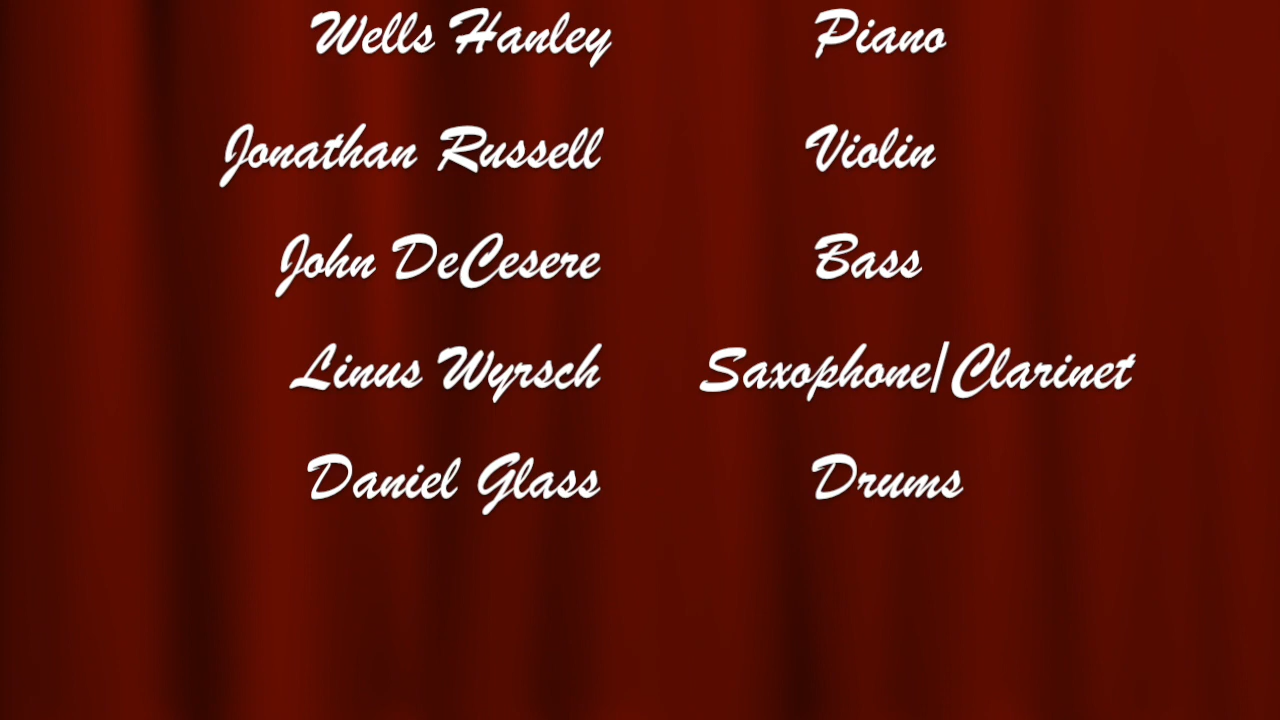 Wells Hanley Piano
Jonathan Russell Violin
John DeCesere Bass
Linus Wyrsch Saxophone/Clarinet
Daniel Glass Drums